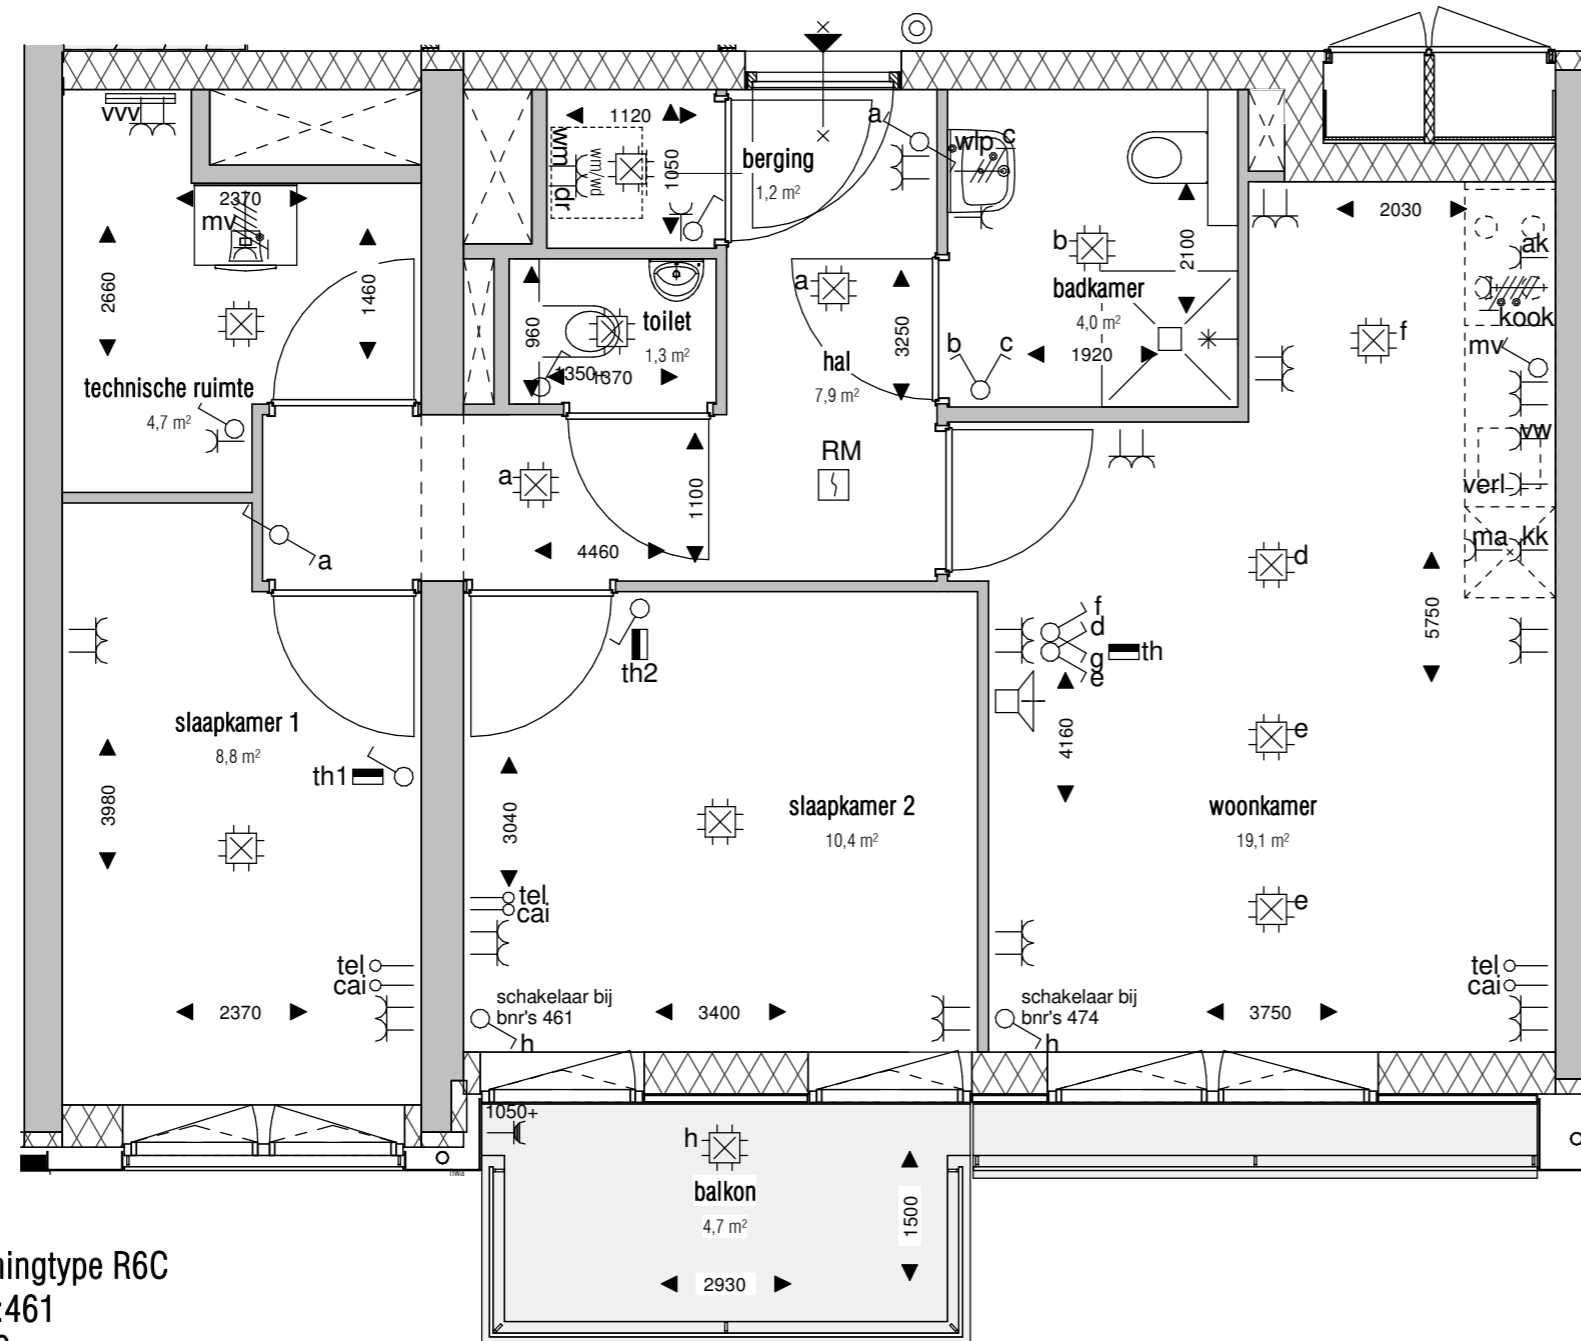 vvv
2370
mv
2660
1460
technische ruimte
4,7 m²
1120
wm
dr
wm/wd
1050
berging
1,2 m²
a
wlp
c
960
toilet
1,3 m²
1350+
1370
a
hal
7,9 m²
3250
b
badkamer
4,0 m²
2100
1920
b
c
2030
ak
kook
mv
f
vw
verl
ma
kk
RM
a
1100
4460
a
d
5750
f
d
g
e
th
4160
th2
slaapkamer 1
8,8 m²
th1
3980
3040
slaapkamer 2
10,4 m²
e
woonkamer
19,1 m²
e
tel
cai
tel
cai
tel
cai
2370
schakelaar bij
bnr's 461
h
3400
schakelaar bij
bnr's 474
h
3750
1050+
hwa
h
balkon
4,7 m²
1500
2930
ningtype R6C
:461